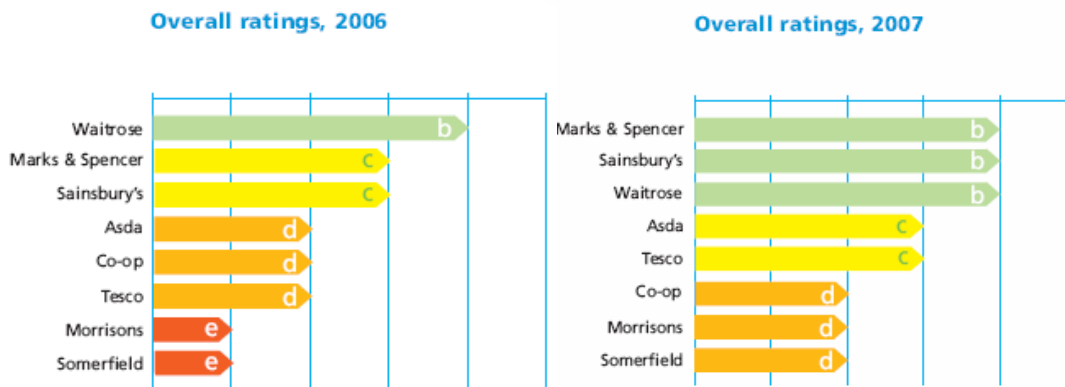 Overall ratings, 2006
Waitrose b
Marks & Spencer c
Sainsbury's c
Asda d
Co-op d
Tesco d
Morrisons e
Somerfield e
Overall ratings, 2007
Marks & Spencer b
Sainsbury's b
Waitrose b
Asda c
Tesco c
Co-op d
Morrisons d
Somerfield d